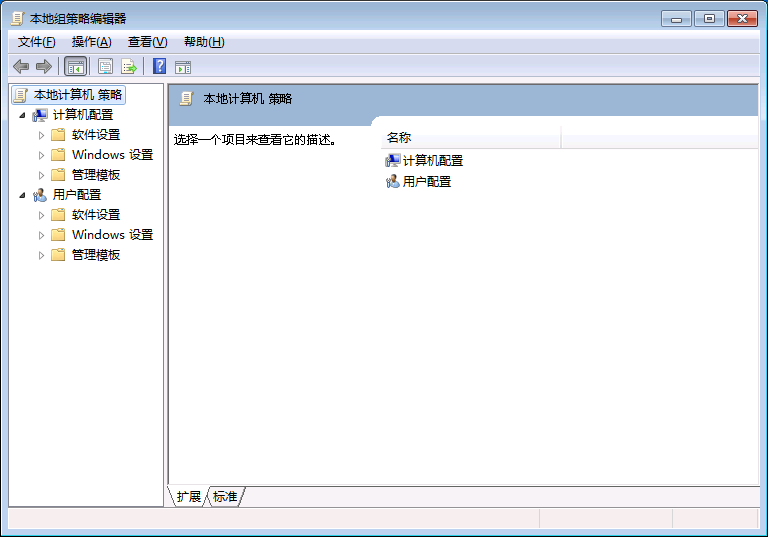 本地组策略编辑器
文件(F) 操作(A) 查看(V) 帮助(H)
本地计算机 策略
计算机配置
软件设置
Windows 设置
管理模板
用户配置
软件设置
Windows 设置
管理模板
本地计算机 策略
选择一个项目来查看它的描述。
名称
计算机配置
用户配置
扩展 标准